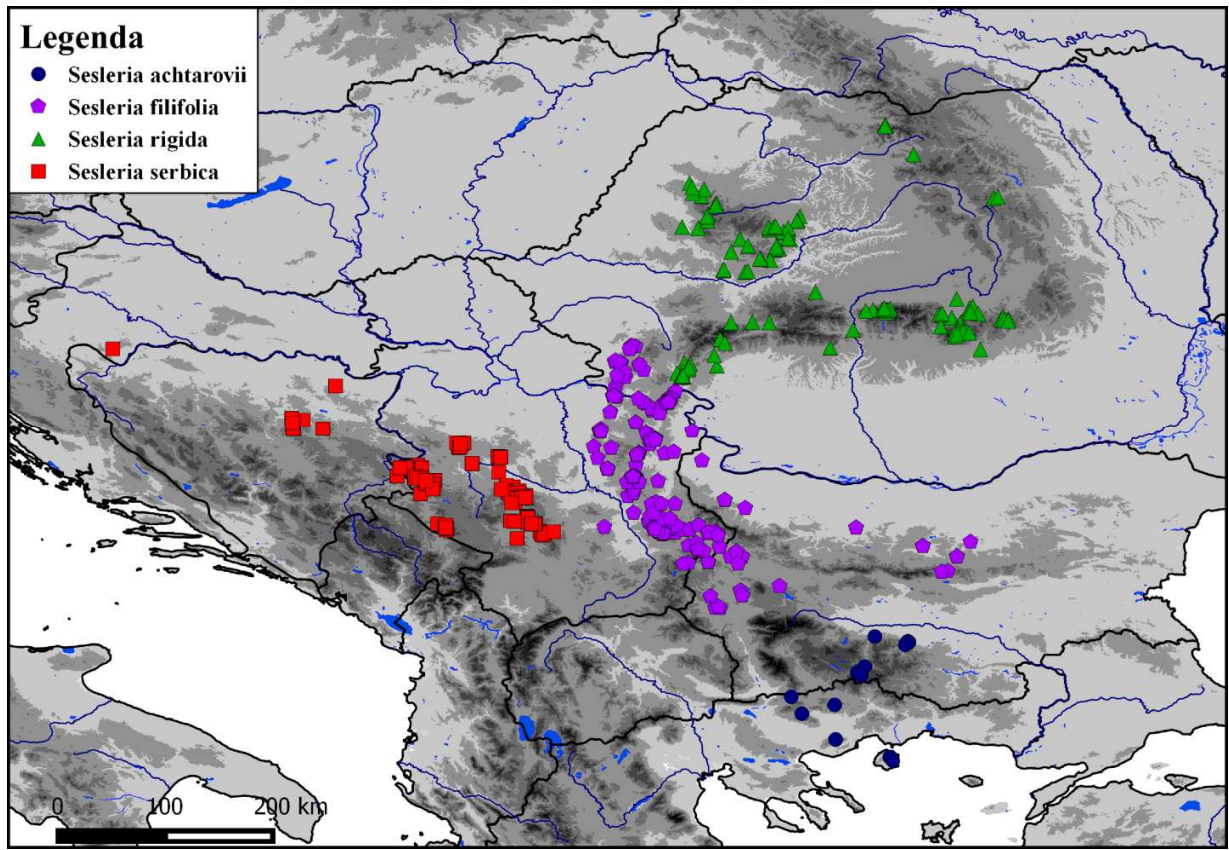 Legenda
Sesleria achtarovii
Sesleria filifolia
Sesleria rigida
Sesleria serbica
0 100 200 km